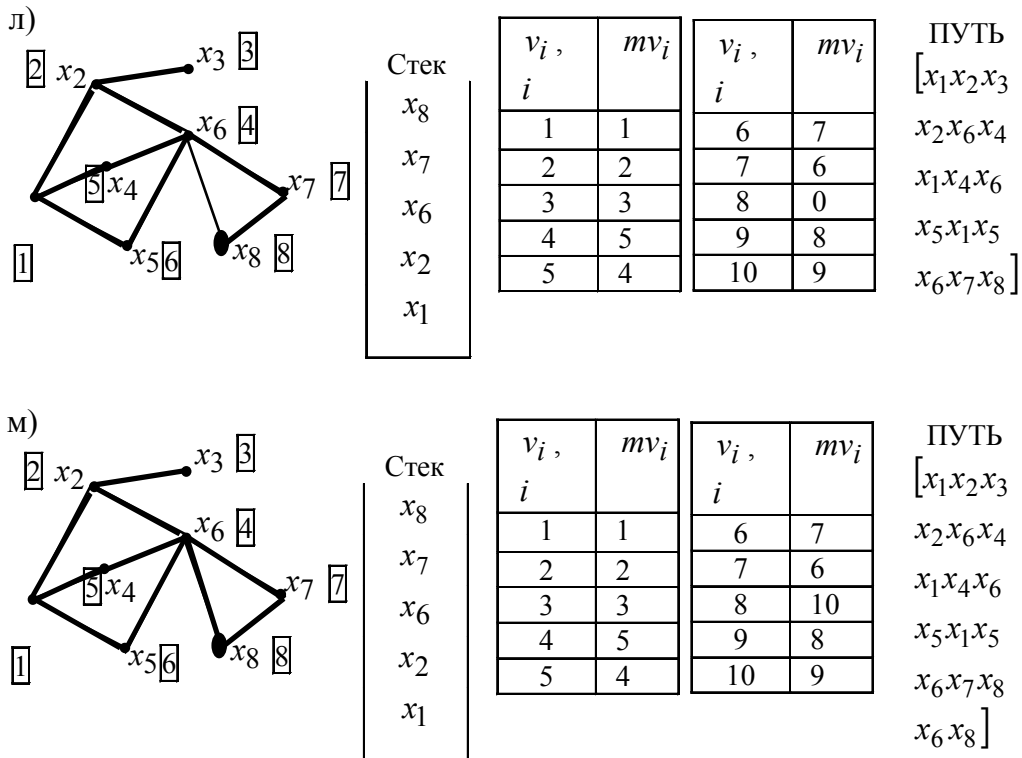 л)
2 x2
x3 3
x6 4
5 x4
x7 7
1
x5 6
x8 8
Стек
x8
x7
x6
x2
x1
vi , i mvi vi , i mvi
1 1 6 7
2 2 7 6
3 3 8 0
4 5 9 8
5 4 10 9
ПУТЬ
[x1x2x3
x2x6x4
x1x4x6
x5x1x5
x6x7x8]
м)
2 x2
x3 3
x6 4
5 x4
x7 7
1
x5 6
x8 8
Стек
x8
x7
x6
x2
x1
vi , i mvi vi , i mvi
1 1 6 7
2 2 7 6
3 3 8 10
4 5 9 8
5 4 10 9
ПУТЬ
[x1x2x3
x2x6x4
x1x4x6
x5x1x5
x6x7x8
x6x8]